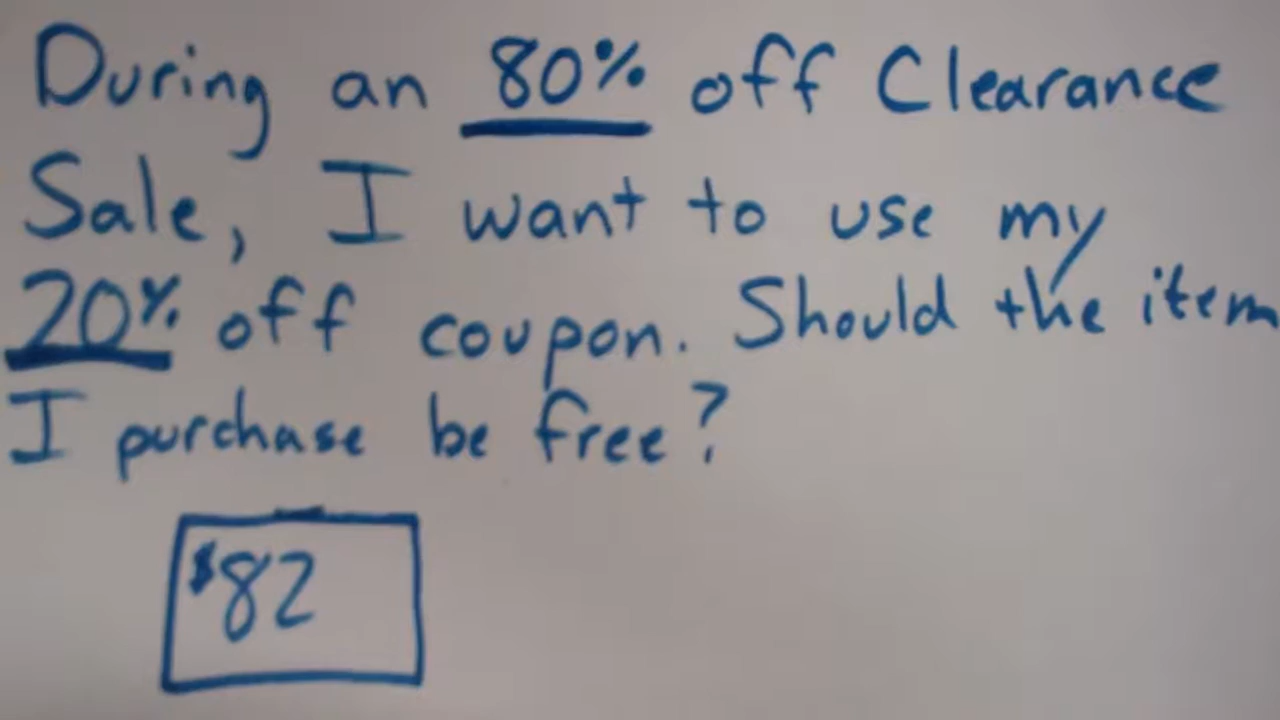 During an 80% off Clearance
Sale, I want to use my
20% off coupon. Should the item
I purchase be free?
$82